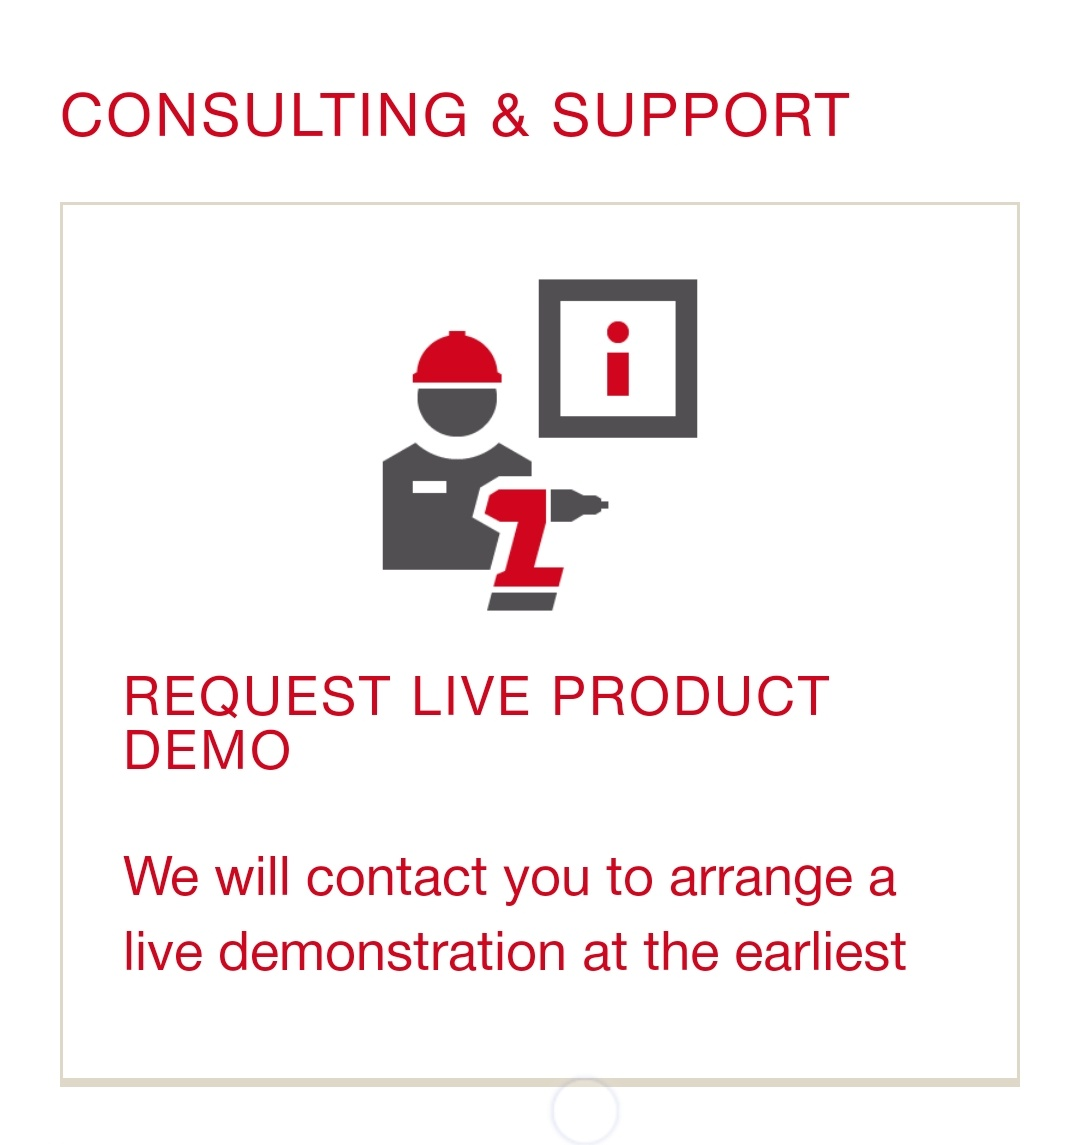 CONSULTING & SUPPORT
i
REQUEST LIVE PRODUCT
DEMO
We will contact you to arrange a
live demonstration at the earliest